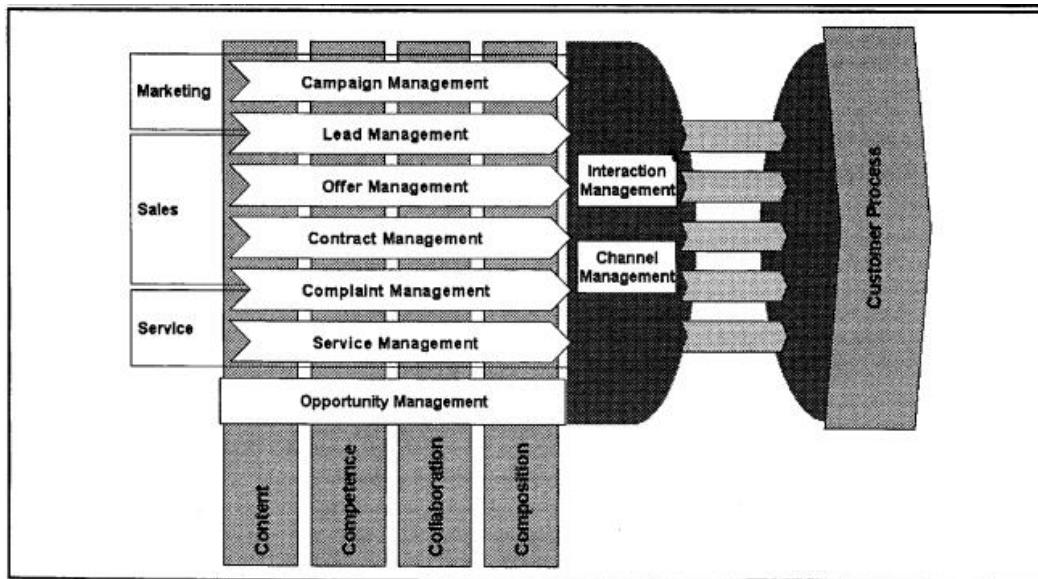 Marketing
Sales
Service
Campaign Management
Lead Management
Offer Management
Contract Management
Complaint Management
Service Management
Opportunity Management
Interaction
Management
Channel
Management
Customer Process
Content
Competence
Collaboration
Composition